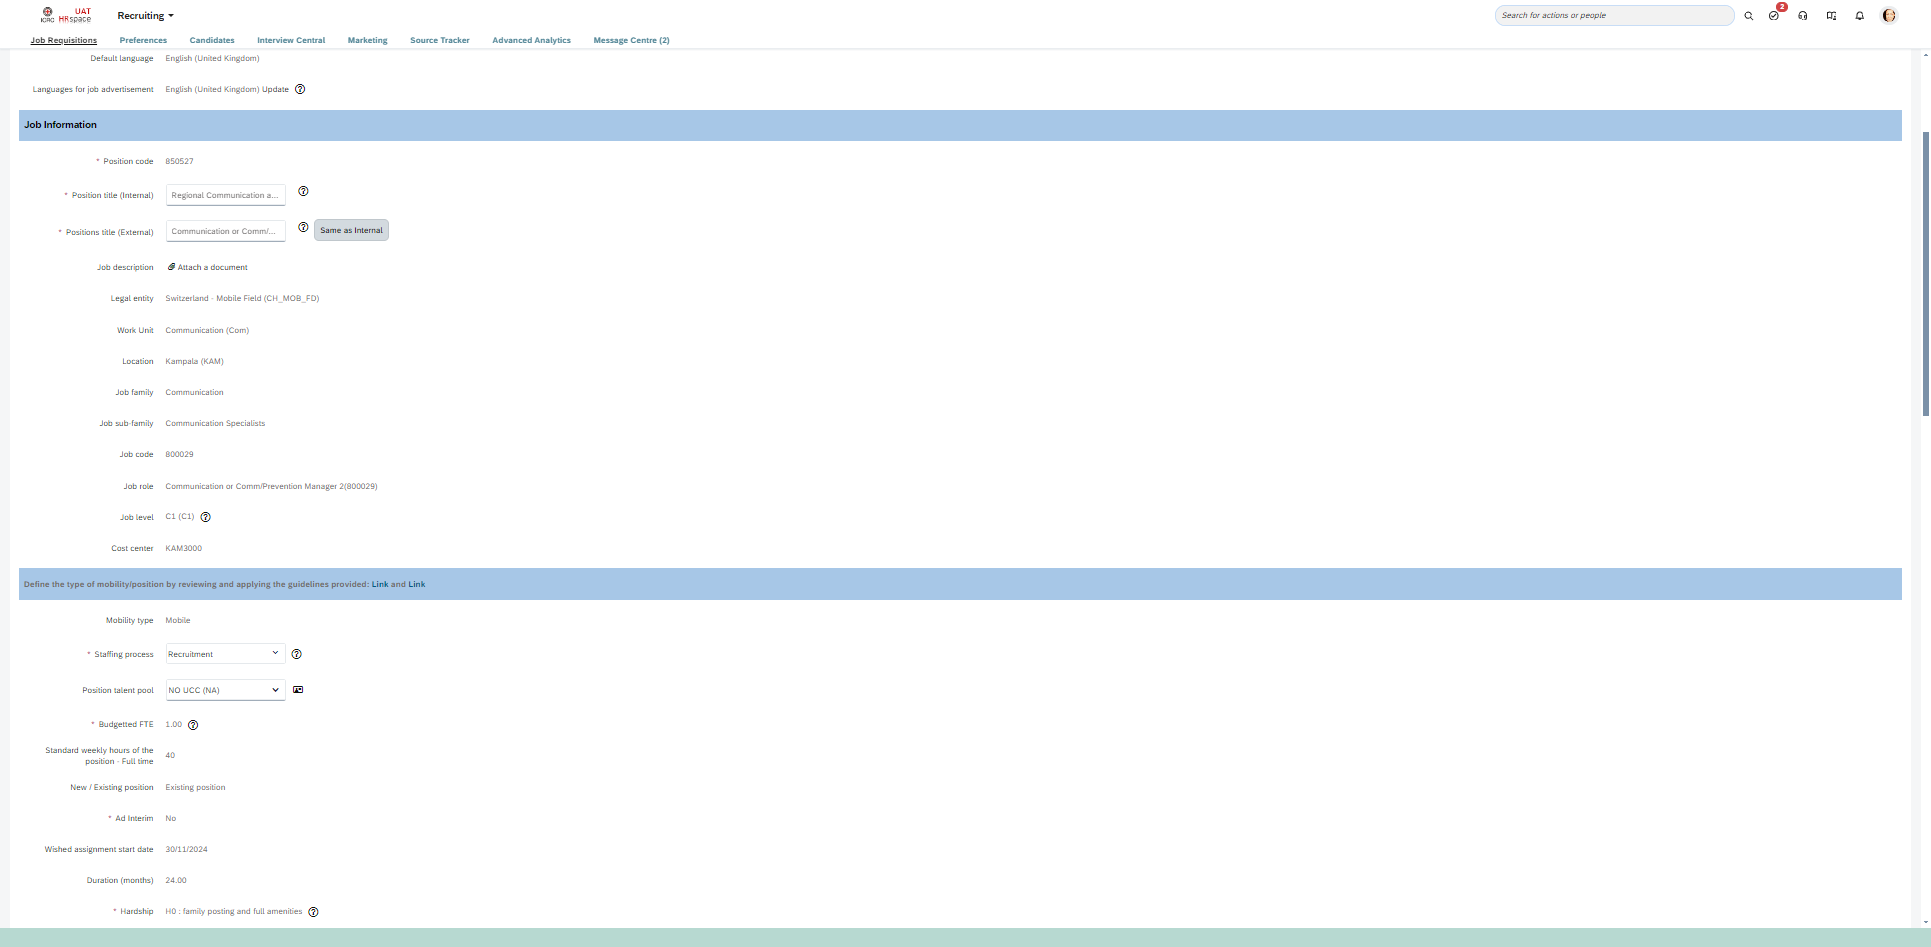 ICRC UAT HRspace Recruiting Search for actions or people 2
Job Requisitions Preferences Candidates Interview Central Marketing Source Tracker Advanced Analytics Message Centre (2)
Default language English (United Kingdom)
Languages for job advertisement English (United Kingdom) Update
Job Information
* Position code 850527
* Position title (Internal) Regional Communication a...
* Positions title (External) Communication or Comm/... Same as Internal
Job description Attach a document
Legal entity Switzerland - Mobile Field (CH_MOB_FD)
Work Unit Communication (Com)
Location Kampala (KAM)
Job family Communication
Job sub-family Communication Specialists
Job code 800029
Job role Communication or Comm/Prevention Manager 2(800029)
Job level C1 (C1)
Cost center KAM3000
Define the type of mobility/position by reviewing and applying the guidelines provided: Link and Link
Mobility type Mobile
* Staffing process Recruitment
Position talent pool NO UCC (NA)
* Budgetted FTE 1.00
Standard weekly hours of the
position - Full time 40
New / Existing position Existing position
* Ad Interim No
Wished assignment start date 30/11/2024
Duration (months) 24.00
* Hardship H0 : family posting and full amenities